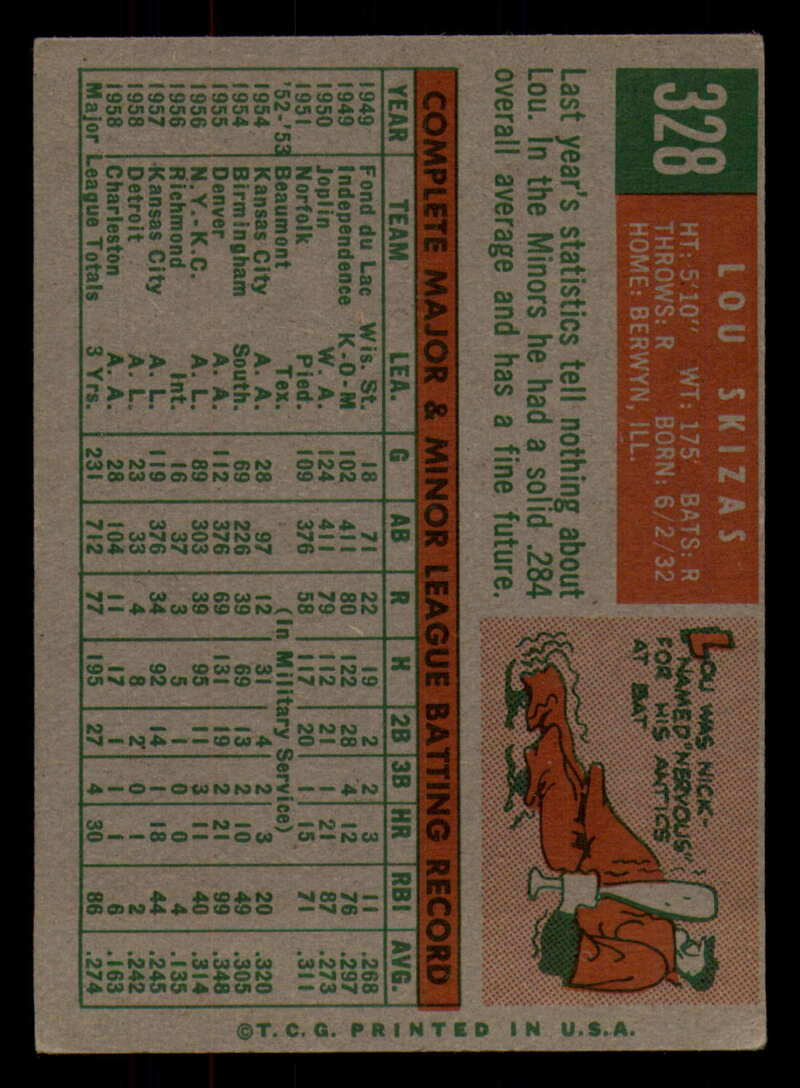 328
LOU SKIZAS
HT: 5'10" WT: 175 BATS: R
THROWS: R BORN: 6/2/32
HOME: BERWYN, ILL.
LOU WAS NICK-
NAMED "NERVOUS"
FOR HIS ANTICS
AT BAT
Last year's statistics tell nothing about
Lou. In the Minors he had a solid .284
overall average and has a fine future.
COMPLETE MAJOR & MINOR LEAGUE BATTING RECORD
YEAR TEAM LEA. G AB R H 2B 3B HR RBI AVG.
1949 Fond du Lac Wis. St. 18 71 22 19 2 2 3 11 .268
1949 Independence K-O-M 102 411 80 122 28 4 12 76 .297
1950 Joplin W. A. 124 411 79 112 21 1 21 87 .273
1951 Norfolk Pied. 109 376 58 117 20 1 15 71 .311
'52-'53 Beaumont Tex. (In Military Service)
1954 Kansas City A. A. 28 97 12 31 4 2 3 20 .320
1954 Birmingham South. 69 226 39 69 13 2 10 49 .305
1955 Denver A. A. 112 376 69 131 19 2 21 99 .348
1956 N.Y.-K.C. A. L. 89 303 39 95 11 3 11 40 .314
1956 Richmond Int. 16 37 3 5 1 0 0 4 .135
1957 Kansas City A. L. 119 376 34 92 14 1 18 44 .245
1958 Detroit A. L. 23 33 4 8 2 0 1 2 .242
1958 Charleston A. A. 28 104 11 17 1 1 1 6 .163
Major League Totals 3 Yrs. 231 712 77 195 27 4 30 86 .274
©T.C.G. PRINTED IN U.S.A.